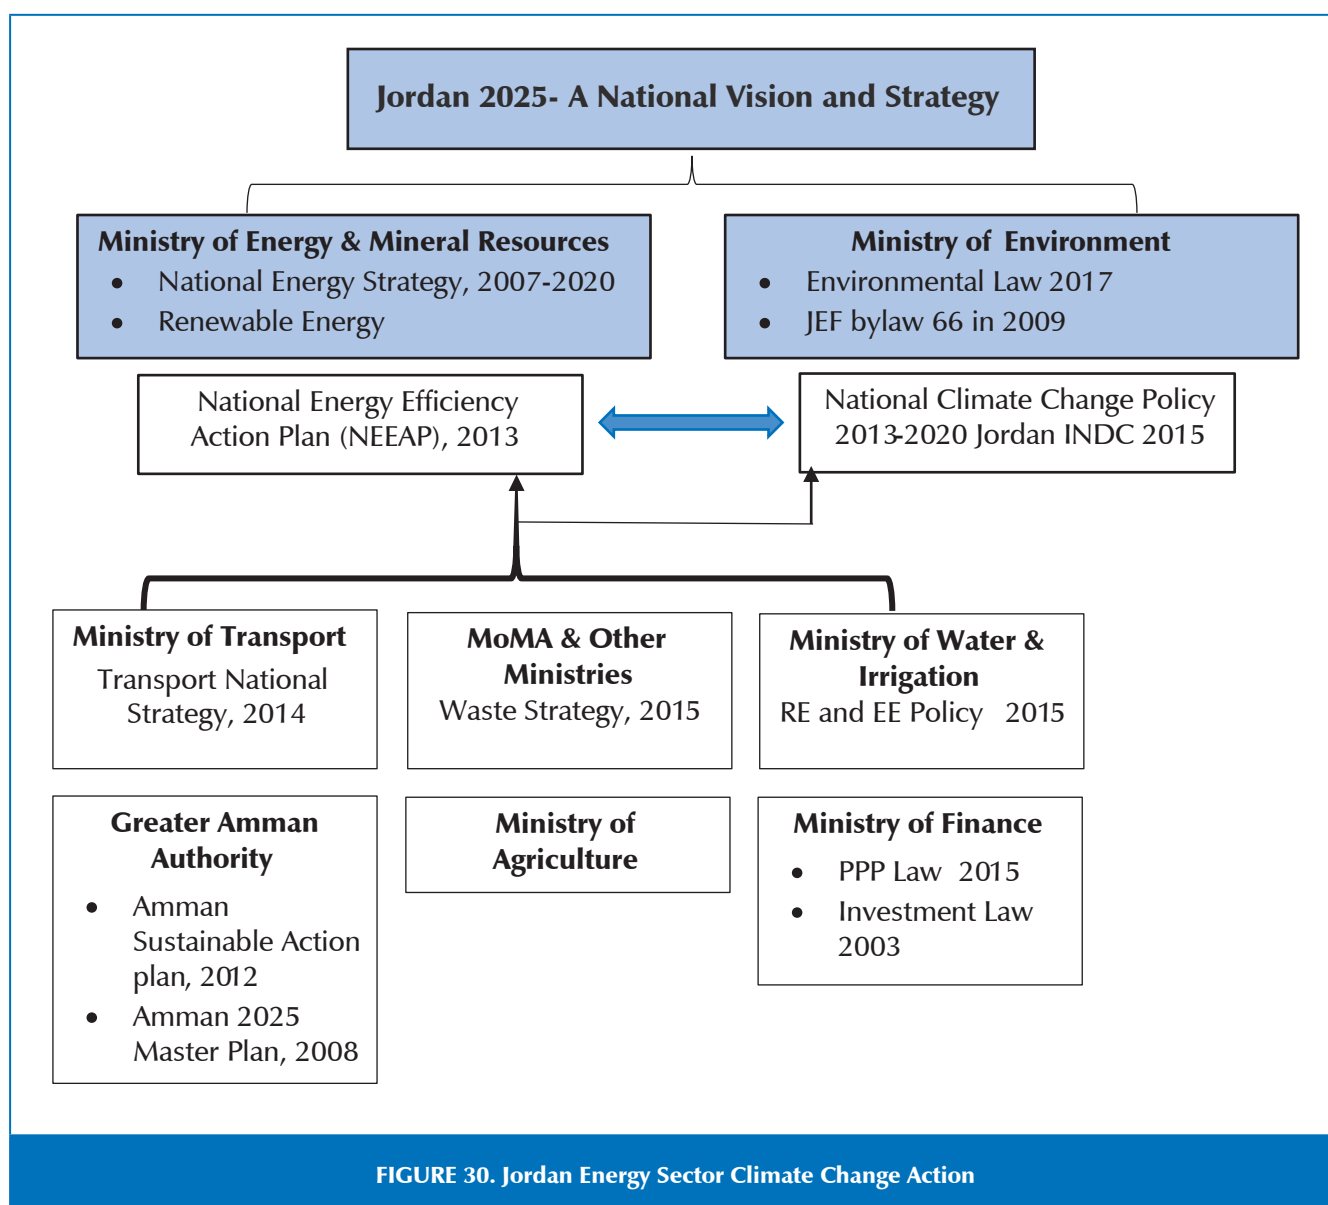 Jordan 2025- A National Vision and Strategy
Ministry of Energy & Mineral Resources
• National Energy Strategy, 2007-2020
• Renewable Energy
Ministry of Environment
• Environmental Law 2017
• JEF bylaw 66 in 2009
National Energy Efficiency
Action Plan (NEEAP), 2013
National Climate Change Policy
2013-2020 Jordan INDC 2015
Ministry of Transport
Transport National
Strategy, 2014
MoMA & Other
Ministries
Waste Strategy, 2015
Ministry of Water &
Irrigation
RE and EE Policy 2015
Greater Amman
Authority
• Amman
Sustainable Action
plan, 2012
• Amman 2025
Master Plan, 2008
Ministry of
Agriculture
Ministry of Finance
• PPP Law 2015
• Investment Law
2003
FIGURE 30. Jordan Energy Sector Climate Change Action